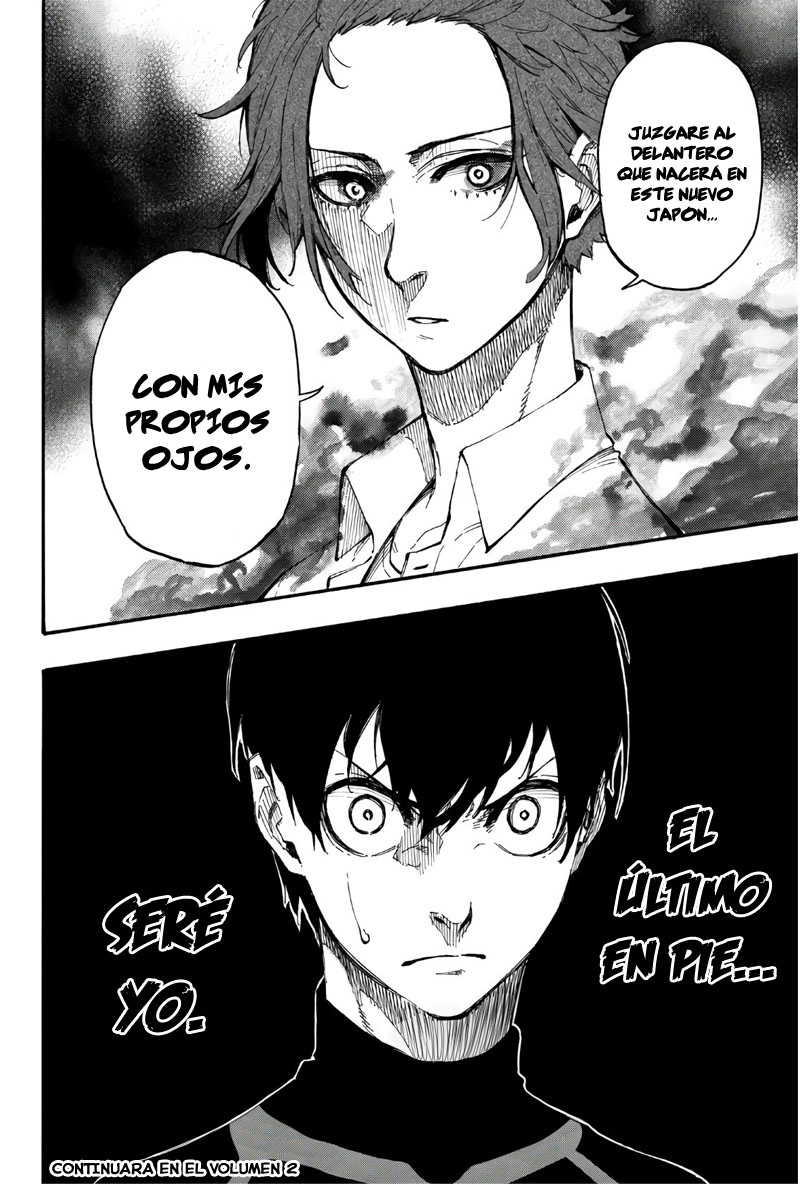 JUZGARE AL
DELANTERO
QUE NACERÁ EN
ESTE NUEVO
JAPÓN...
CON MIS
PROPIOS
OJOS.
EL
ÚLTIMO
EN PIE...
SERÉ
YO.
CONTINUARA EN EL VOLUMEN 2